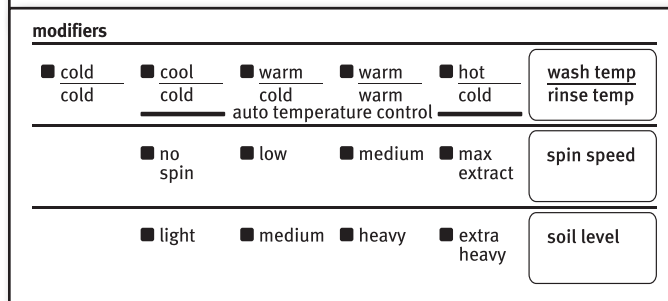 modifiers
cold cool warm warm hot wash temp
cold cold cold warm cold rinse temp
auto temperature control
no low medium max spin speed
spin extract
light medium heavy extra soil level
heavy